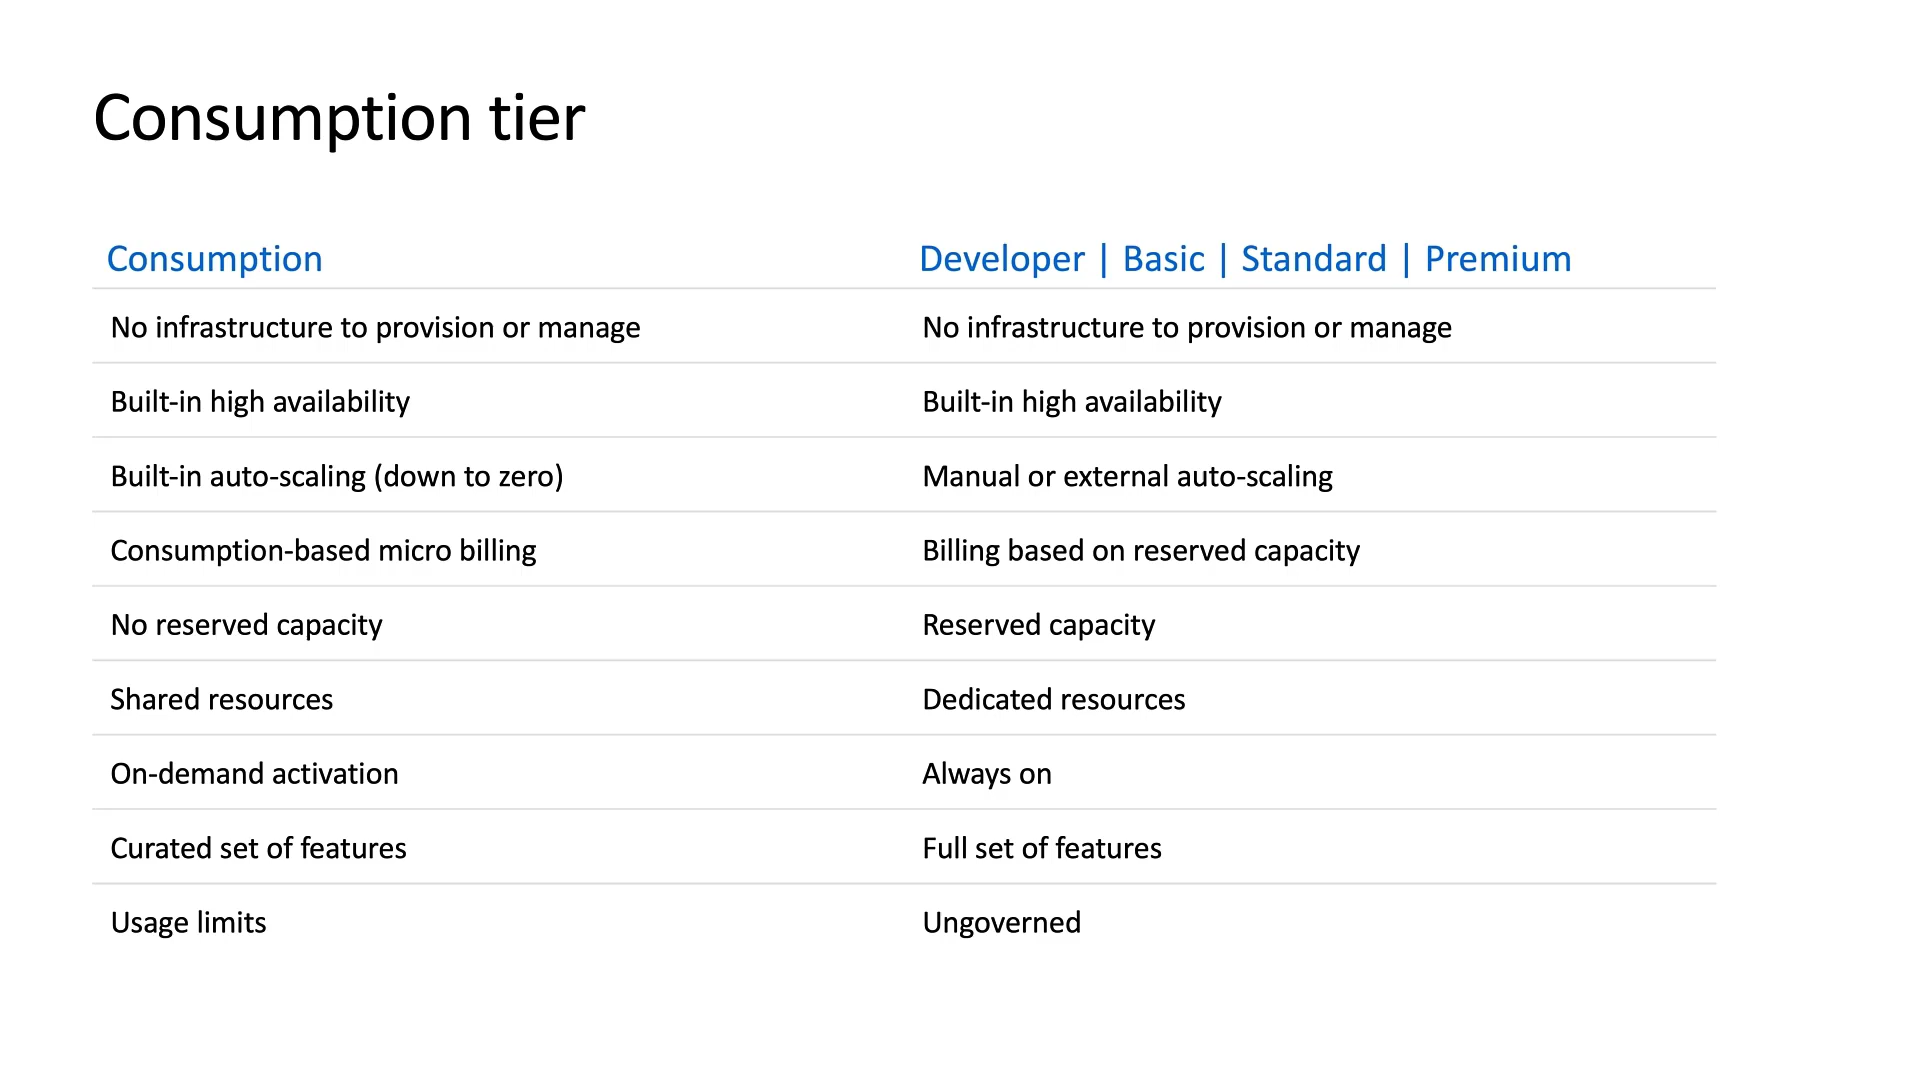 Consumption tier
Consumption
Developer | Basic | Standard | Premium
No infrastructure to provision or manage
No infrastructure to provision or manage
Built-in high availability
Built-in high availability
Built-in auto-scaling (down to zero)
Manual or external auto-scaling
Consumption-based micro billing
Billing based on reserved capacity
No reserved capacity
Reserved capacity
Shared resources
Dedicated resources
On-demand activation
Always on
Curated set of features
Full set of features
Usage limits
Ungoverned